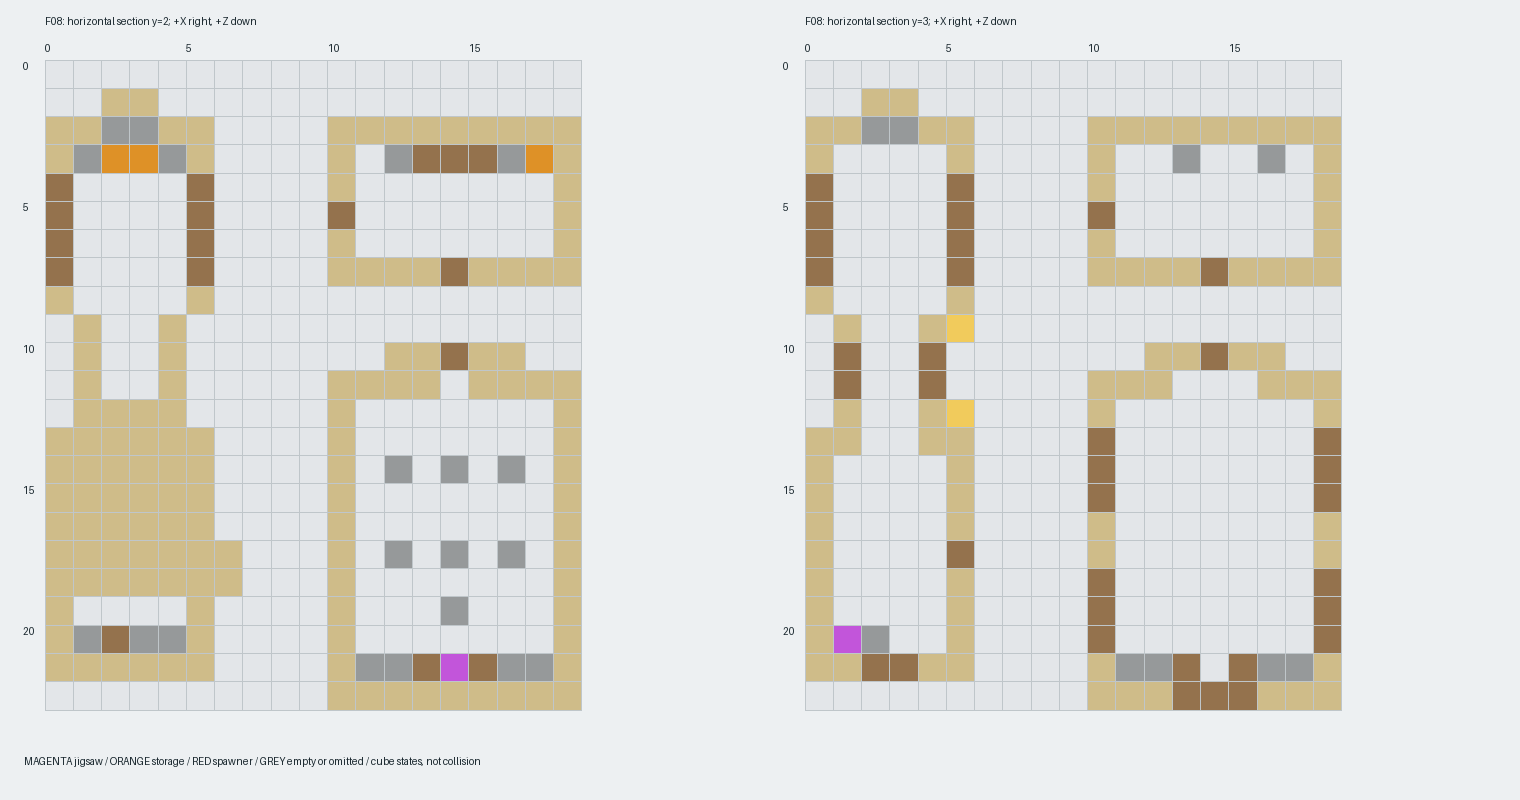 F08: horizontal section y=2; +X right, +Z down
F08: horizontal section y=3; +X right, +Z down
0 5 10 15
0 5 10 15
0
0
5
5
10
10
15
15
20
20
MAGENTA jigsaw / ORANGE storage / RED spawner / GREY empty or omitted / cube states, not collision